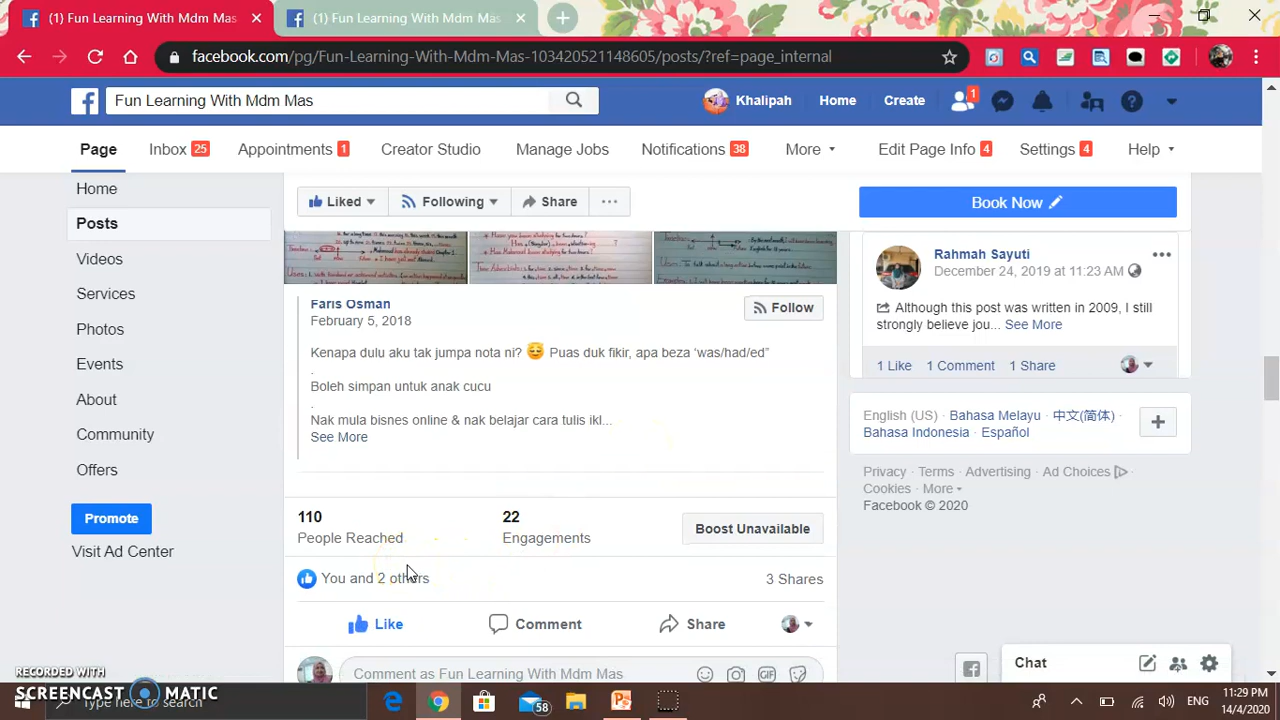 (1) Fun Learning With Mdm Mas
(1) Fun Learning With Mdm Mas
facebook.com/pg/Fun-Learning-With-Mdm-Mas-103420521148605/posts/?ref=page_internal
Fun Learning With Mdm Mas
Khalipah
Home
Create
1
Page
Inbox 25
Appointments 1
Creator Studio
Manage Jobs
Notifications 38
More
Edit Page Info 4
Settings 4
Help
Home
Posts
Videos
Services
Photos
Events
About
Community
Offers
Promote
Visit Ad Center
Liked
Following
Share
Book Now
Faris Osman
February 5, 2018
Follow
Kenapa dulu aku tak jumpa nota ni? 😌 Puas duk fikir, apa beza ‘was/had/ed”
.
Boleh simpan untuk anak cucu
.
Nak mula bisnes online & nak belajar cara tulis ikl...
See More
110
People Reached
22
Engagements
Boost Unavailable
You and 2 others
3 Shares
Like
Comment
Share
Comment as Fun Learning With Mdm Mas
Rahmah Sayuti
December 24, 2019 at 11:23 AM
Although this post was written in 2009, I still
strongly believe jou... See More
1 Like 1 Comment 1 Share
English (US) · Bahasa Melayu · 中文(简体) ·
Bahasa Indonesia · Español
Privacy · Terms · Advertising · Ad Choices ·
Cookies · More
Facebook © 2020
Chat
RECORDED WITH
SCREENCAST MATIC
Type here to search
58
ENG
11:29 PM
14/4/2020